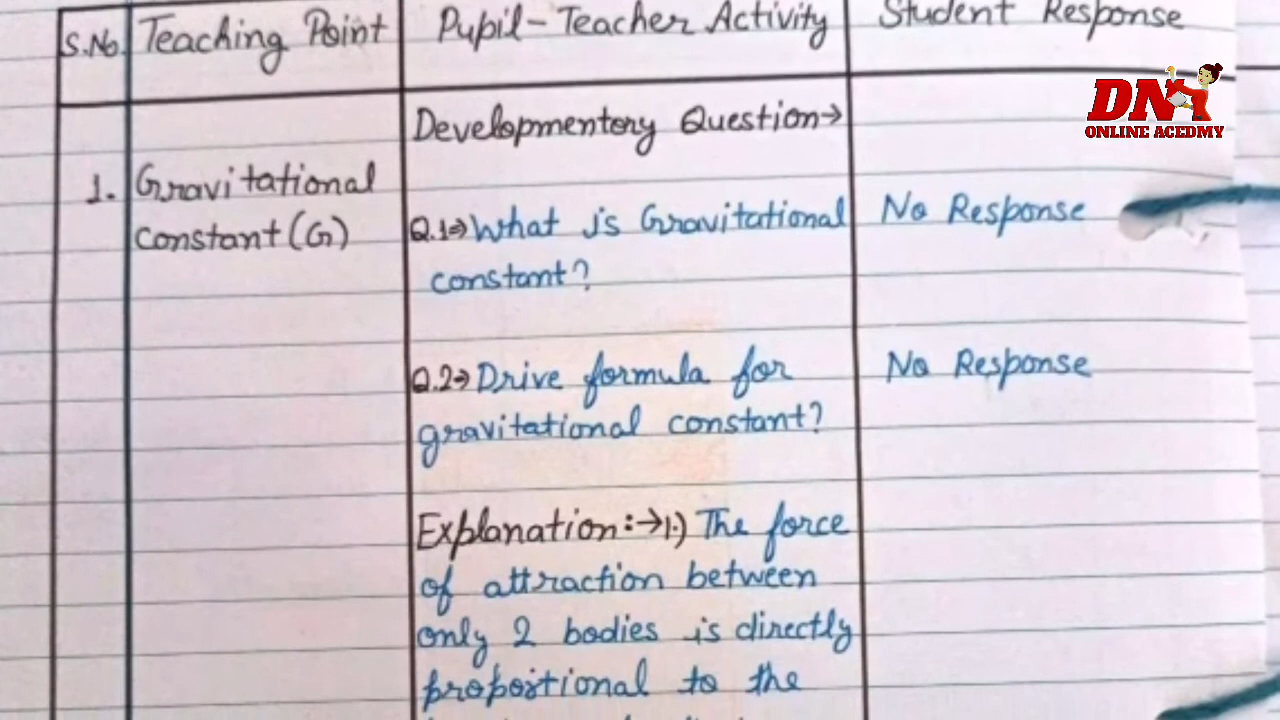 S.No. Teaching Point Pupil-Teacher Activity Student Response
DN
ONLINE ACEDMY
Developmentory Question→
1. Gravitational
constant (G)
Q.1⇒ What is Gravitational
constant?
No Response
Q.2⇒ Drive formula for
gravitational constant?
No Response
Explanation:→1.) The force
of attraction between
only 2 bodies is directly
propositional to the